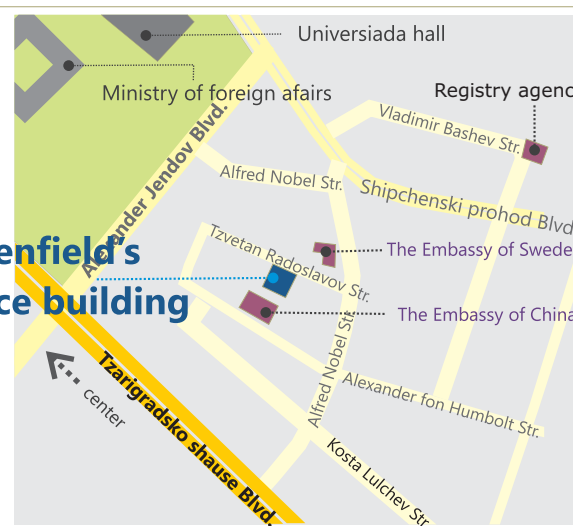 Universiada hall
Ministry of foreign afairs
Registry agenc
Vladimir Bashev Str.
Alexander Jendov Blvd.
Alfred Nobel Str.
Shipchenski prohod Blvd
Tzvetan Radoslavov Str.
The Embassy of Swede
enfield's
ce building
The Embassy of China
Alfred Nobel Str.
Alexander fon Humbolt Str.
Tzarigradsko shause Blvd.
center
Kosta Lulchev Str